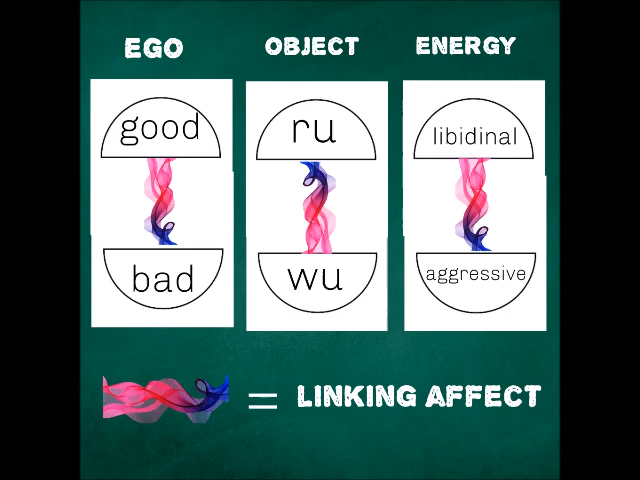 EGO OBJECT ENERGY
good ru libidinal
bad wu aggressive
= LINKING AFFECT